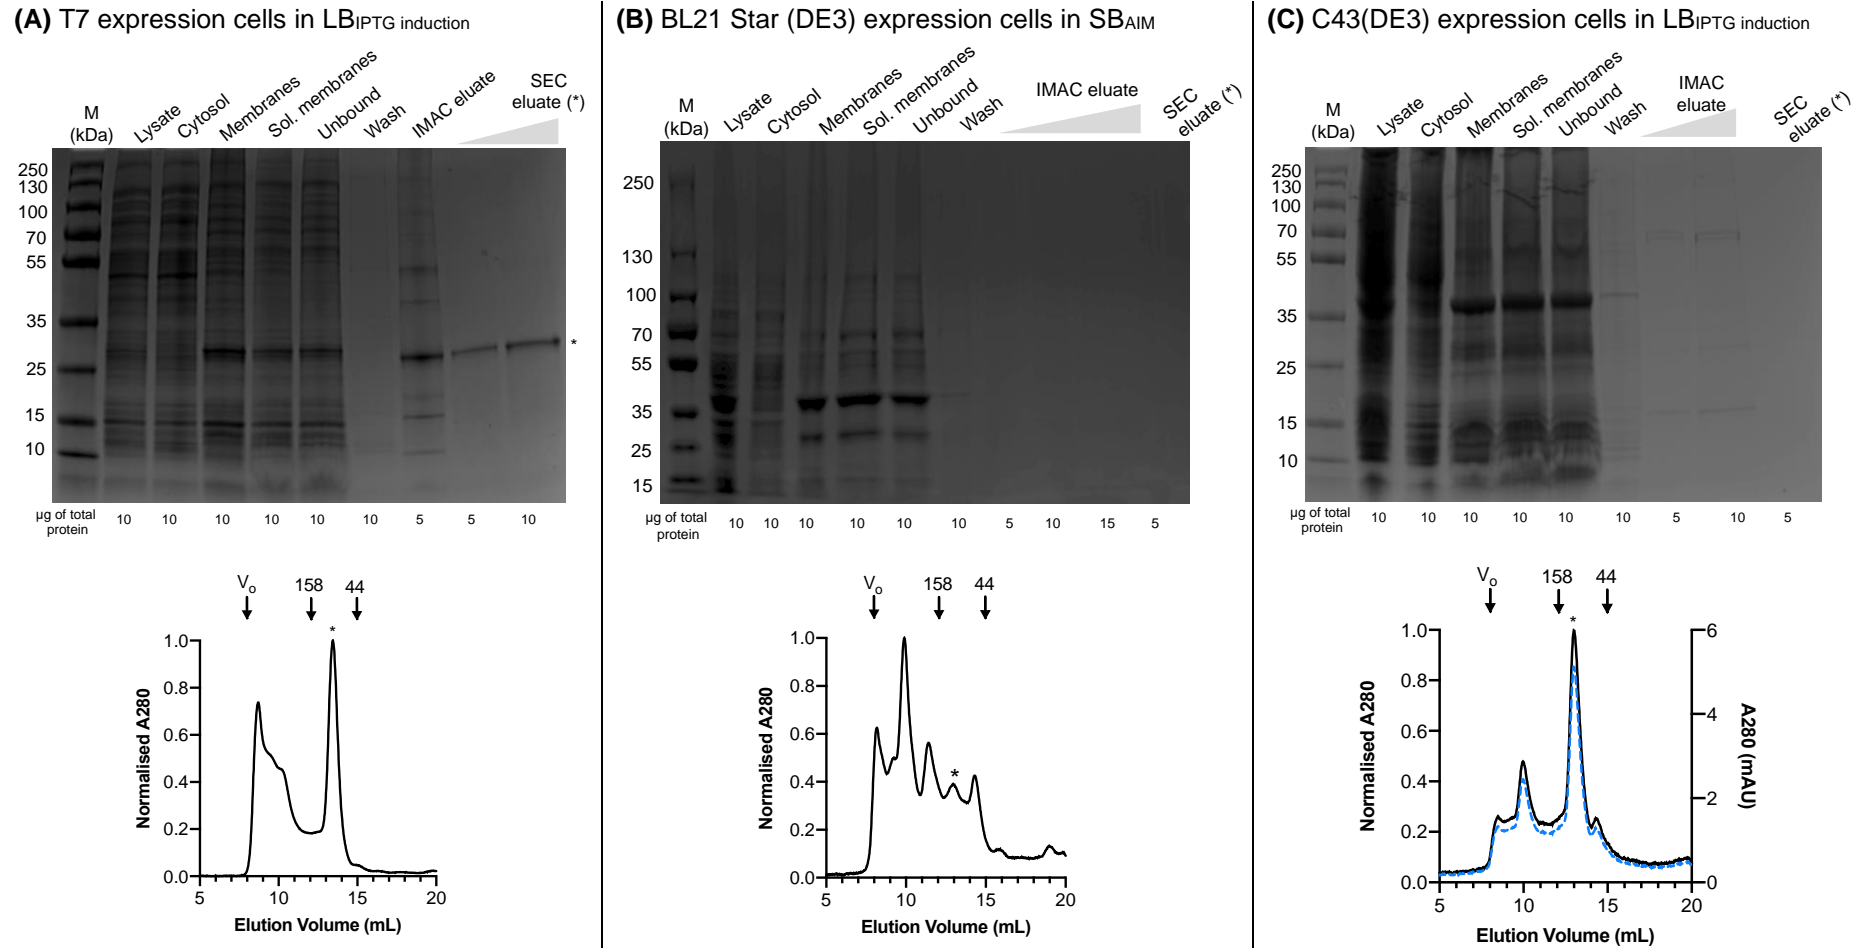 (A) T7 expression cells in LB IPTG induction
M
(kDa)
Lysate
Cytosol
Membranes
Sol. membranes
Unbound
Wash
IMAC eluate
SEC
eluate (*)
250
130
100
70
55
35
25
15
10
*
µg of total
protein
10 10 10 10 10 10 5 5 10
Vo 158 44
*
Normalised A280
1.0
0.8
0.6
0.4
0.2
0.0
5 10 15 20
Elution Volume (mL)
(B) BL21 Star (DE3) expression cells in SBAIM
M
(kDa)
Lysate
Cytosol
Membranes
Sol. membranes
Unbound
Wash
IMAC eluate
SEC
eluate (*)
250
130
100
70
55
35
25
15
µg of total
protein
10 10 10 10 10 10 5 10 15 5
Vo 158 44
*
Normalised A280
1.0
0.8
0.6
0.4
0.2
0.0
5 10 15 20
Elution Volume (mL)
(C) C43(DE3) expression cells in LB IPTG induction
M
(kDa)
Lysate
Cytosol
Membranes
Sol. membranes
Unbound
Wash
IMAC
eluate
SEC
eluate (*)
250
130
100
70
55
35
25
15
10
µg of total
protein
10 10 10 10 10 10 5 10 5
Vo 158 44
*
Normalised A280
1.0
0.8
0.6
0.4
0.2
0.0
6
4
2
0
A280 (mAU)
5 10 15 20
Elution Volume (mL)